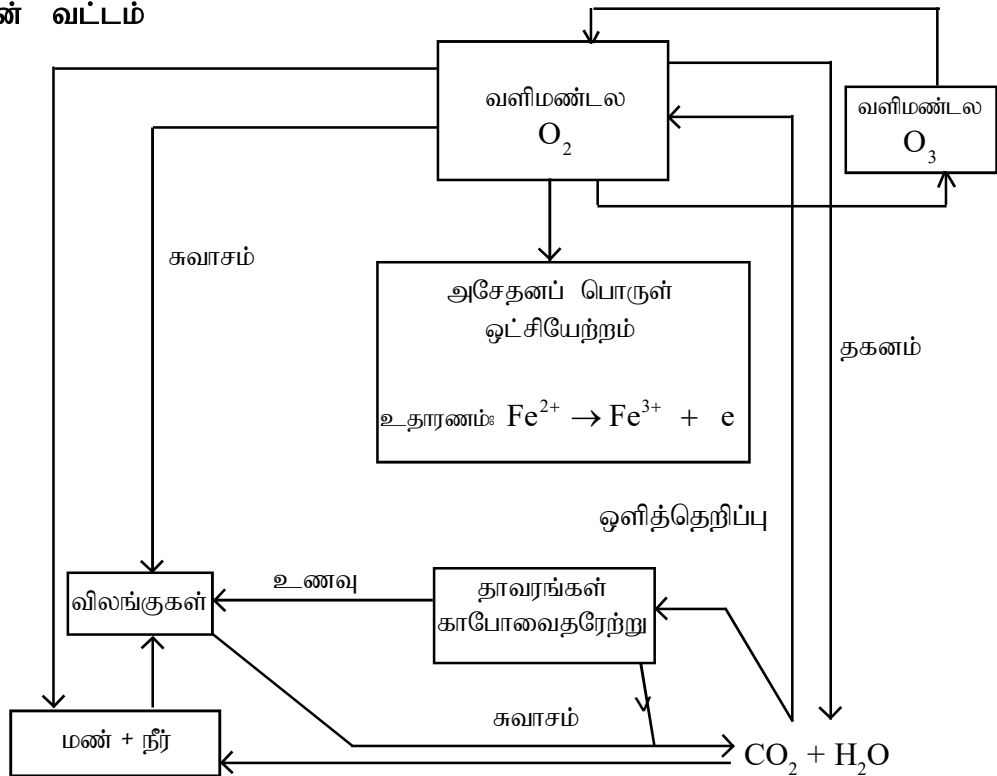 ன் வட்டம்
வளிமண்டல
O₂
வளிமண்டல
O₃
சுவாசம்
அசேதனப் பொருள்
ஒட்சியேற்றம்
உதாரணம்: Fe²⁺ → Fe³⁺ + e
தகனம்
ஒளித்தெறிப்பு
விலங்குகள்
உணவு
தாவரங்கள்
காபோவைதரேற்று
சுவாசம்
மண் + நீர்
CO₂ + H₂O